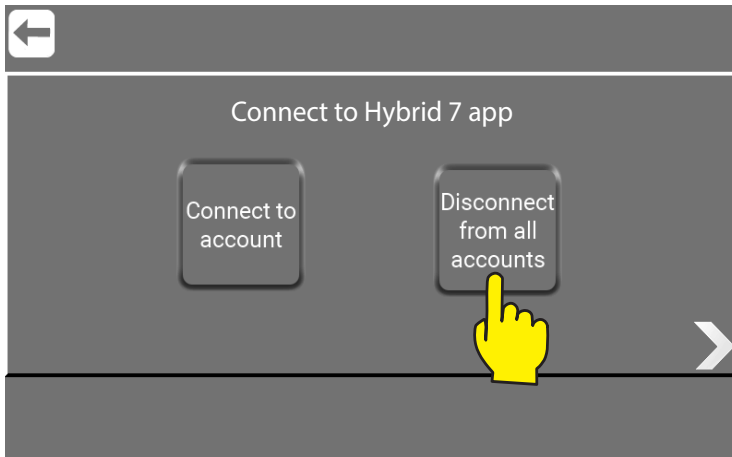 Connect to Hybrid 7 app
Connect to
account
Disconnect
from all
accounts